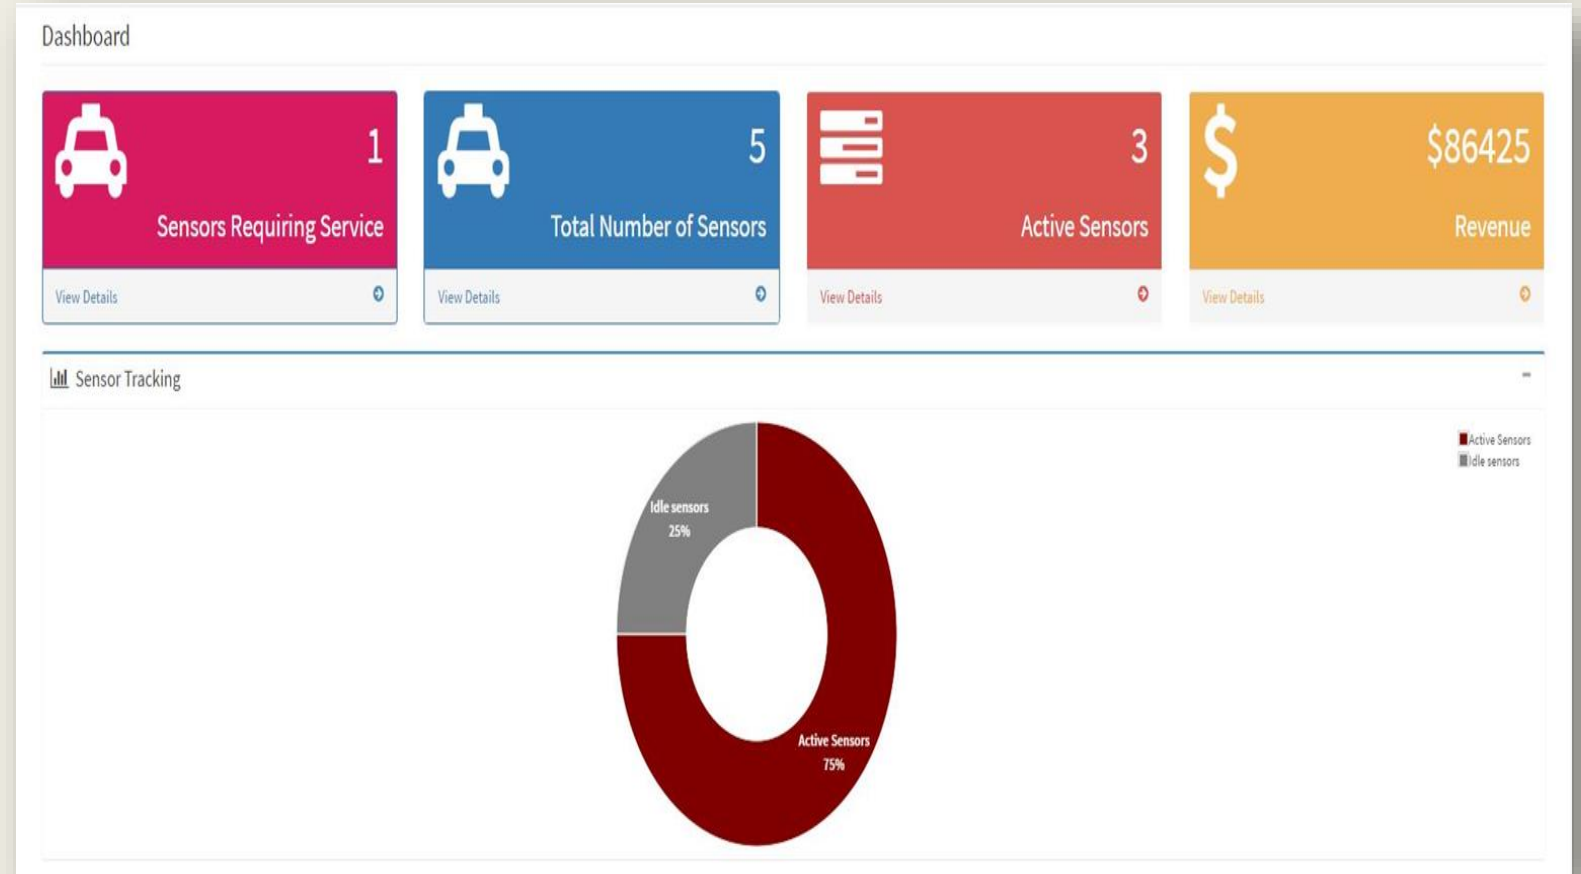 Dashboard
1
Sensors Requiring Service
View Details
5
Total Number of Sensors
View Details
3
Active Sensors
View Details
$
$86425
Revenue
View Details
Sensor Tracking
Active Sensors
Idle sensors
Idle sensors
25%
Active Sensors
75%